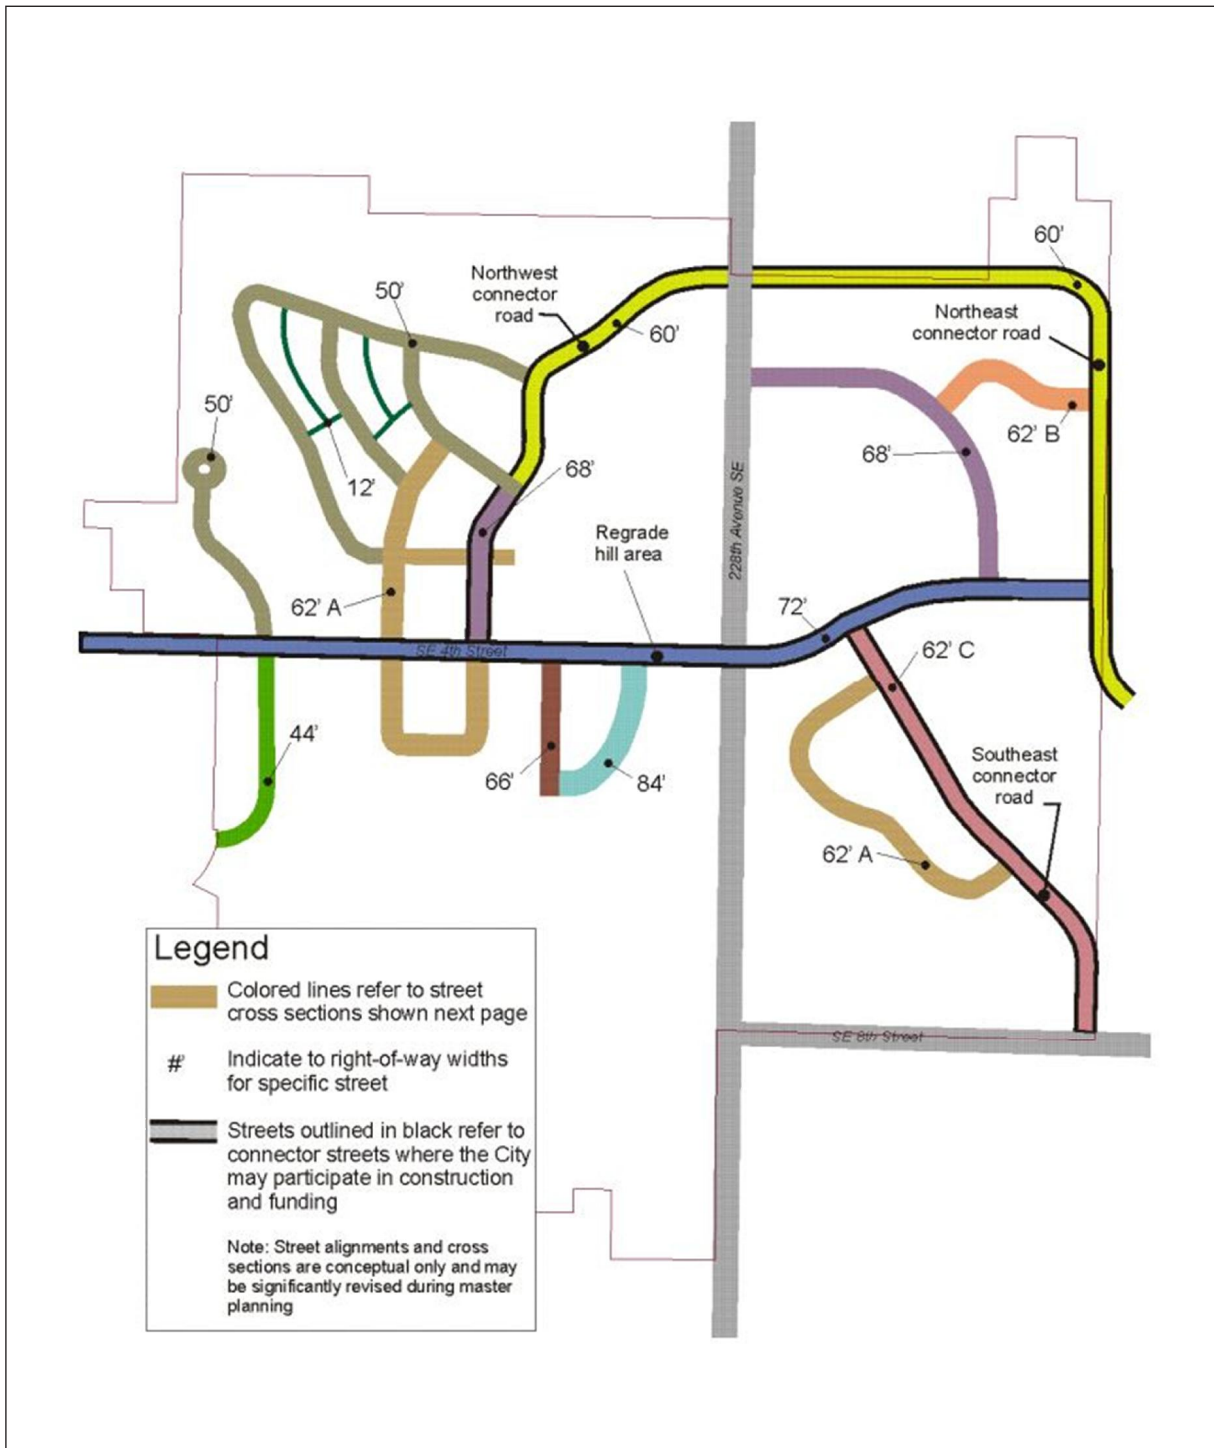 60'
Northwest
connector
road
50'
Northeast
connector road
60'
50'
62' B
68'
68'
12'
228th Avenue SE
Regrade
hill area
62' A
72'
SE 4th Street
62' C
44'
Southeast
connector
road
66'
84'
62' A
SE 8th Street
Legend
Colored lines refer to street
cross sections shown next page
#'
Indicate to right-of-way widths
for specific street
Streets outlined in black refer to
connector streets where the City
may participate in construction
and funding
Note: Street alignments and cross
sections are conceptual only and may
be significantly revised during master
planning